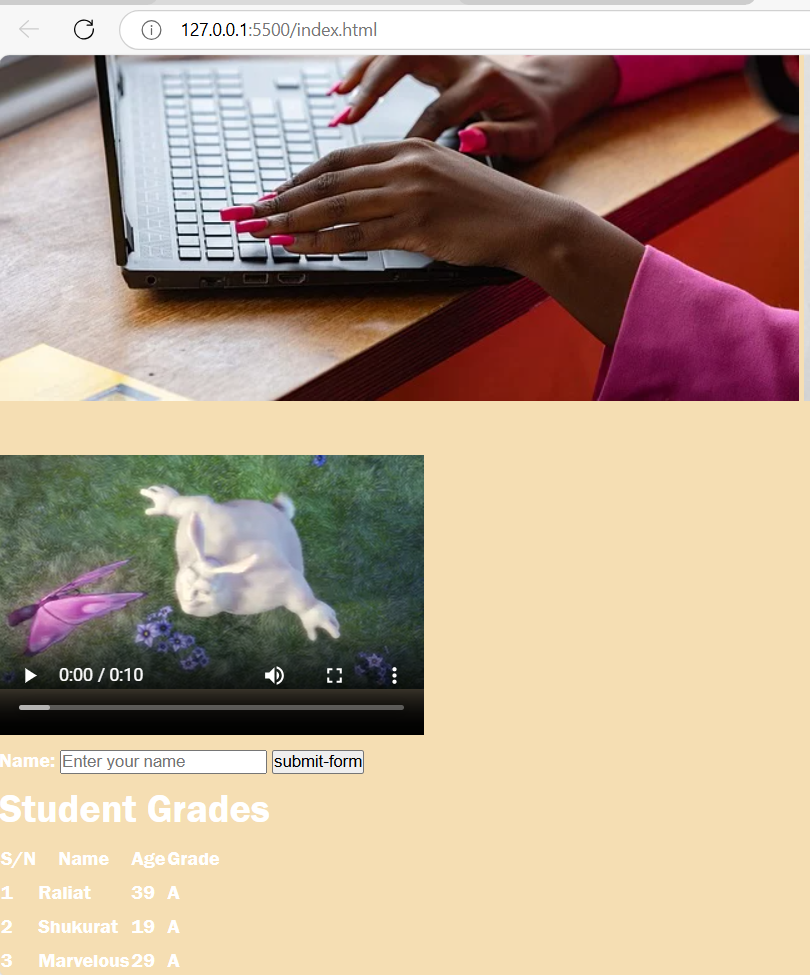 127.0.0.1:5500/index.html
0:00 / 0:10
Name: Enter your name submit-form
Student Grades
S/N Name Age Grade
1 Raliat 39 A
2 Shukurat 19 A
3 Marvelous 29 A